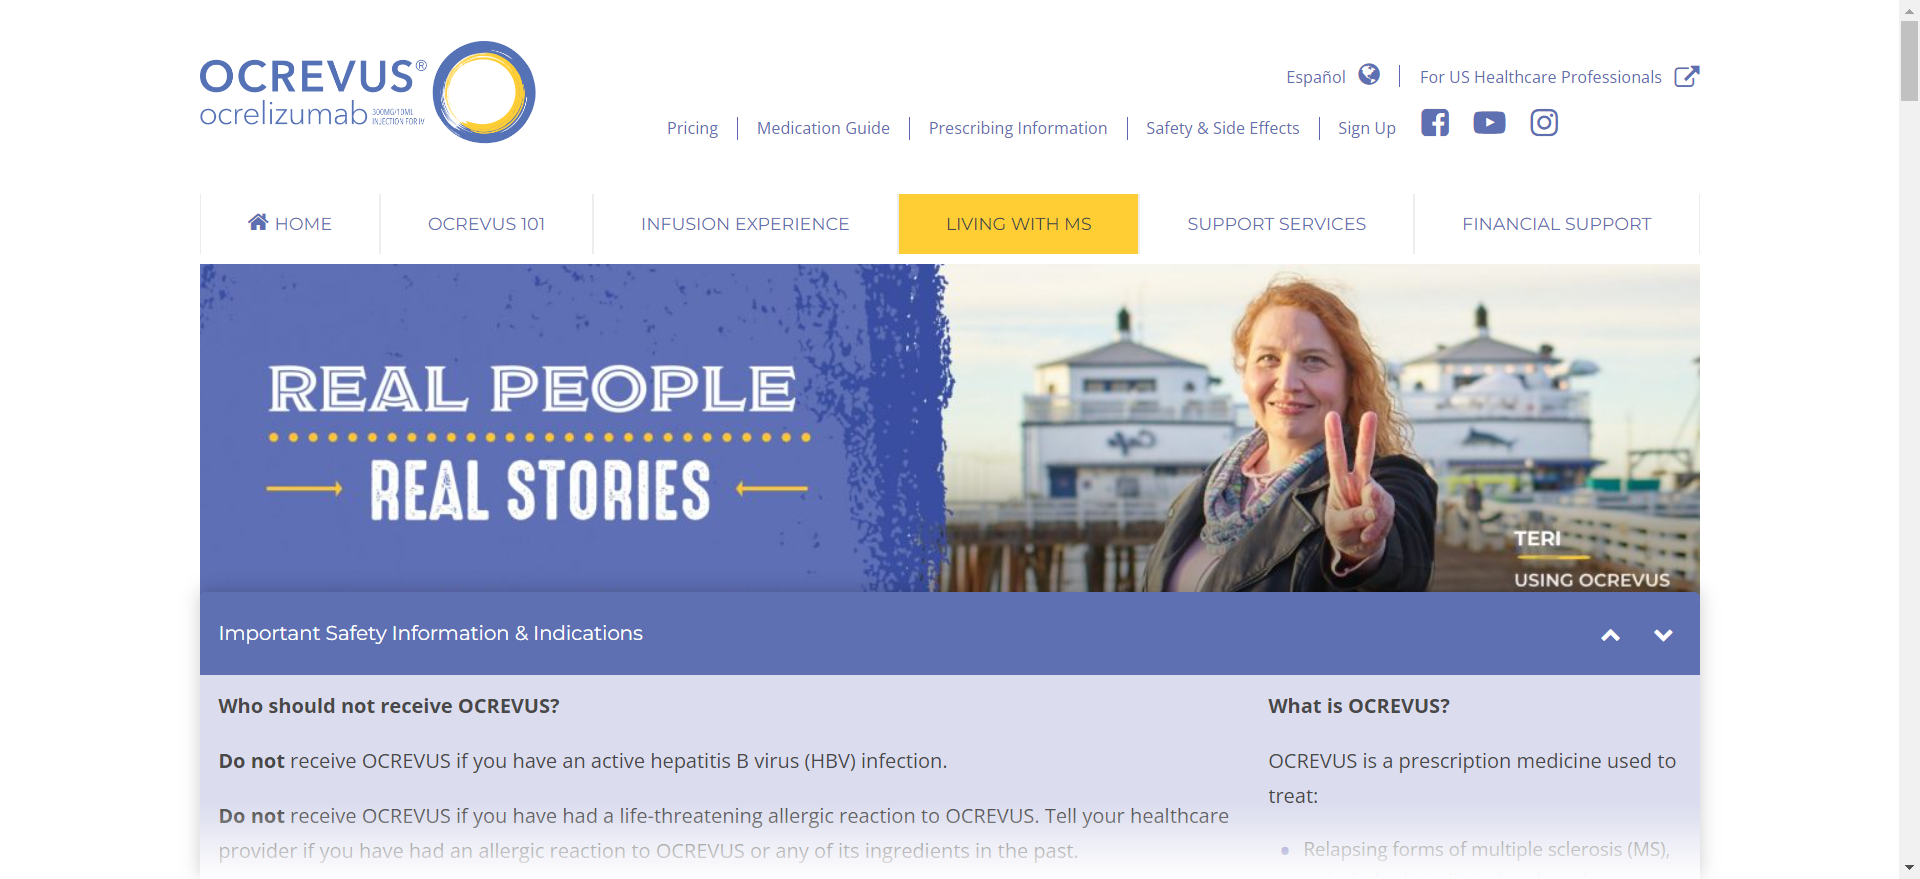 OCREVUS®
ocrelizumab 300MG/10ML
INJECTION FOR IV
Español
For US Healthcare Professionals
Pricing
Medication Guide
Prescribing Information
Safety & Side Effects
Sign Up
HOME
OCREVUS 101
INFUSION EXPERIENCE
LIVING WITH MS
SUPPORT SERVICES
FINANCIAL SUPPORT
REAL PEOPLE
REAL STORIES
Cafe
TERI
USING OCREVUS
Important Safety Information & Indications
Who should not receive OCREVUS?
Do not receive OCREVUS if you have an active hepatitis B virus (HBV) infection.
Do not receive OCREVUS if you have had a life-threatening allergic reaction to OCREVUS. Tell your healthcare
provider if you have had an allergic reaction to OCREVUS or any of its ingredients in the past.
What is OCREVUS?
OCREVUS is a prescription medicine used to
treat:
Relapsing forms of multiple sclerosis (MS),